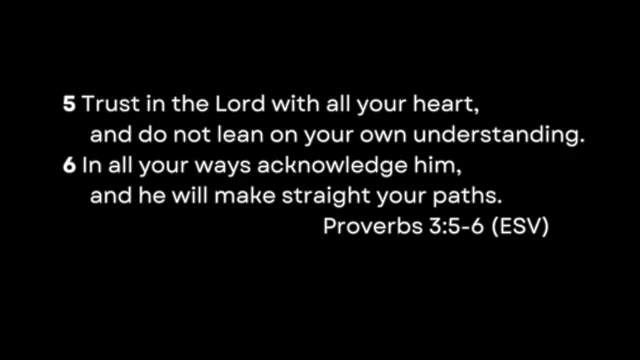 5 Trust in the Lord with all your heart,
and do not lean on your own understanding.
6 In all your ways acknowledge him,
and he will make straight your paths.
Proverbs 3:5-6 (ESV)